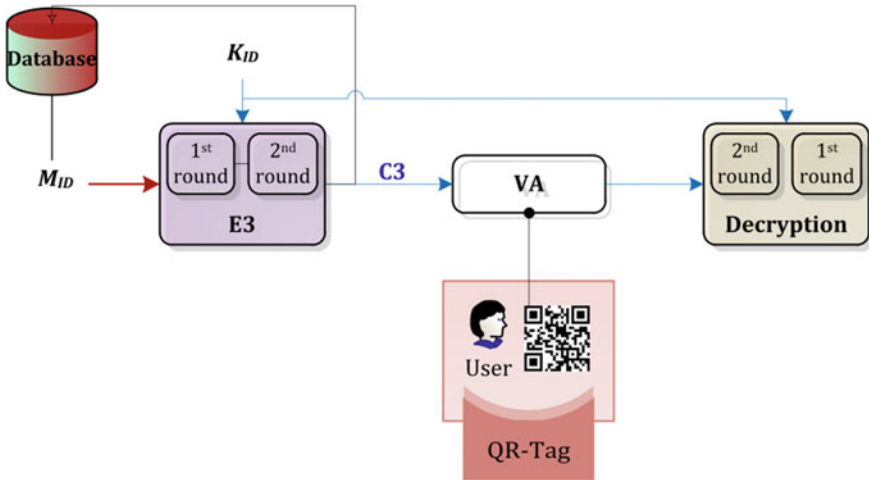 Database
K_ID
M_ID
1st
round
2nd
round
E3
C3
VA
2nd
round
1st
round
Decryption
User
QR-Tag